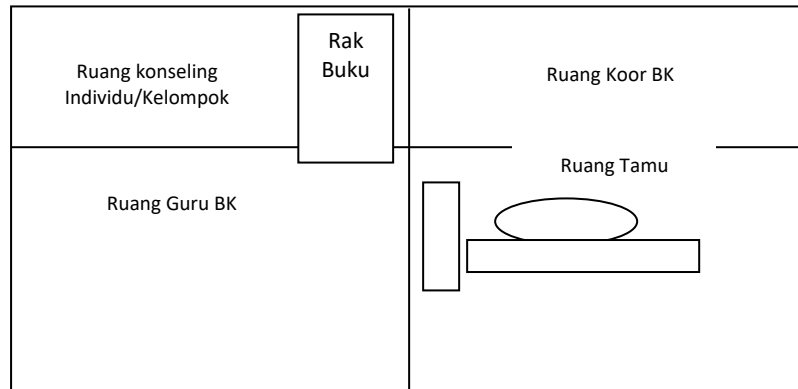 Rak
Buku
Ruang konseling
Individu/Kelompok
Ruang Koor BK
Ruang Tamu
Ruang Guru BK